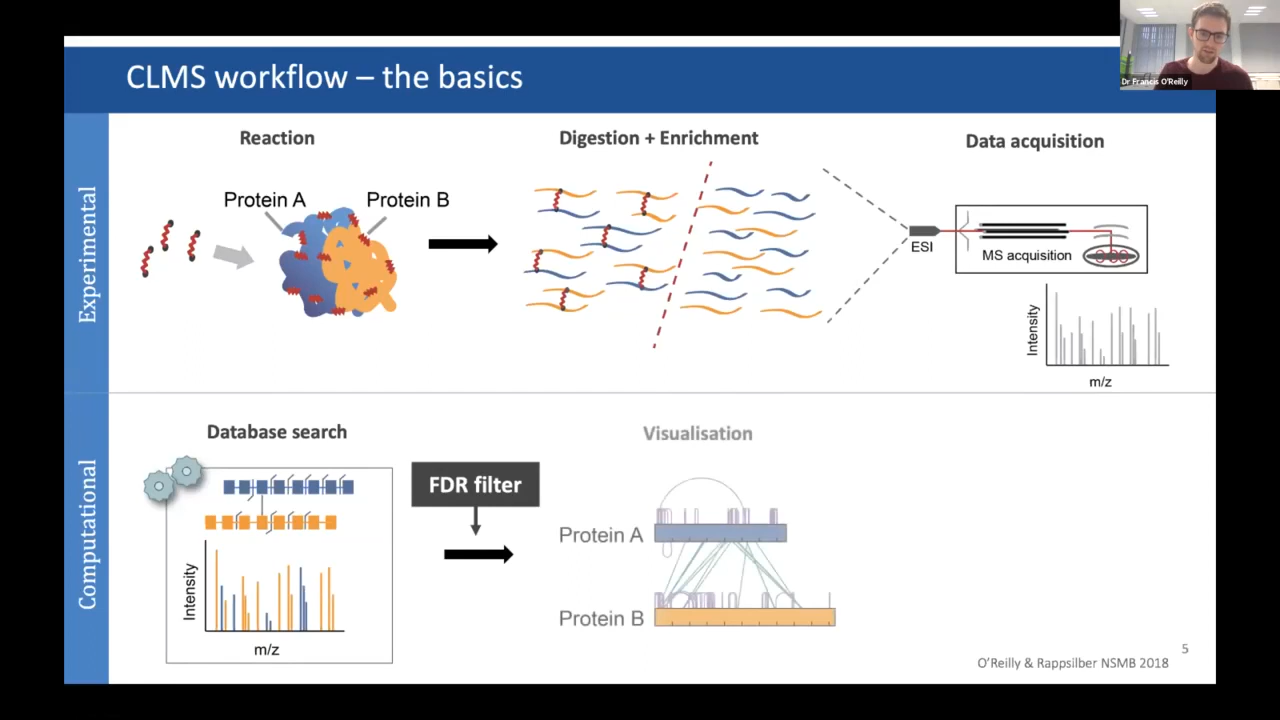 Dr Francis O'Reilly
CLMS workflow – the basics
Experimental
Reaction
Digestion + Enrichment
Data acquisition
Protein A
Protein B
ESI
MS acquisition
Intensity
m/z
Computational
Database search
FDR filter
Visualisation
Protein A
Protein B
Intensity
m/z
5
O'Reilly & Rappsilber NSMB 2018